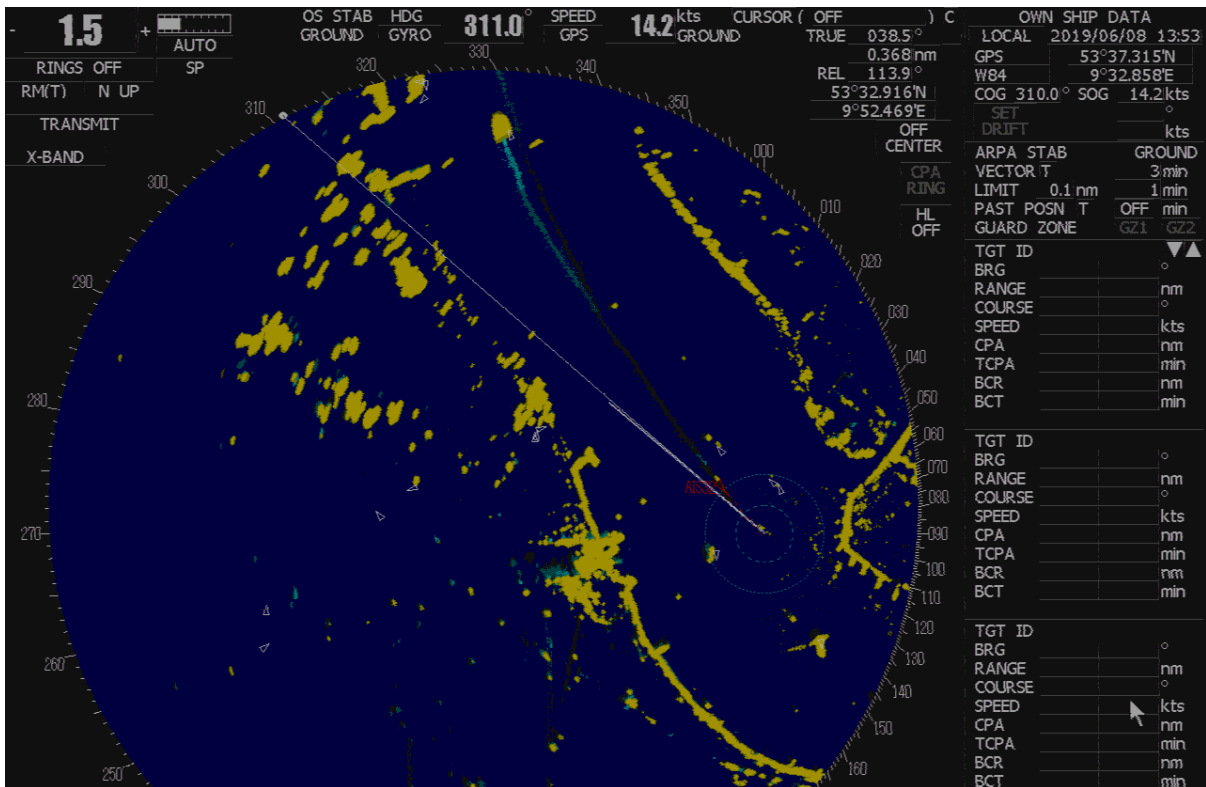 - 1.5 +
AUTO
RINGS OFF
SP
RM(T) N UP
TRANSMIT
X-BAND
OS STAB HDG 311.0° SPEED 14.2 kts
GROUND GYRO GPS GROUND
CURSOR ( OFF ) C
TRUE 038.5°
0.368 nm
REL 113.9°
53°32.916'N
9°52.469'E
OFF
CENTER
CPA
RING
HL
OFF
OWN SHIP DATA
LOCAL 2019/06/08 13:53
GPS 53°37.315'N
W84 9°32.858'E
COG 310.0° SOG 14.2 kts
SET °
DRIFT kts
ARPA STAB GROUND
VECTOR T 3 min
LIMIT 0.1 nm 1 min
PAST POSN T OFF min
GUARD ZONE GZ1 GZ2
TGT ID
BRG °
RANGE nm
COURSE °
SPEED kts
CPA nm
TCPA min
BCR nm
BCT min
TGT ID
BRG °
RANGE nm
COURSE °
SPEED kts
CPA nm
TCPA min
BCR nm
BCT min
TGT ID
BRG °
RANGE nm
COURSE °
SPEED kts
CPA nm
TCPA min
BCR nm
BCT min
330
320
340
310
350
300
000
010
290
020
030
040
280
050
060
070
080
270
090
100
110
120
260
130
140
150
250
160